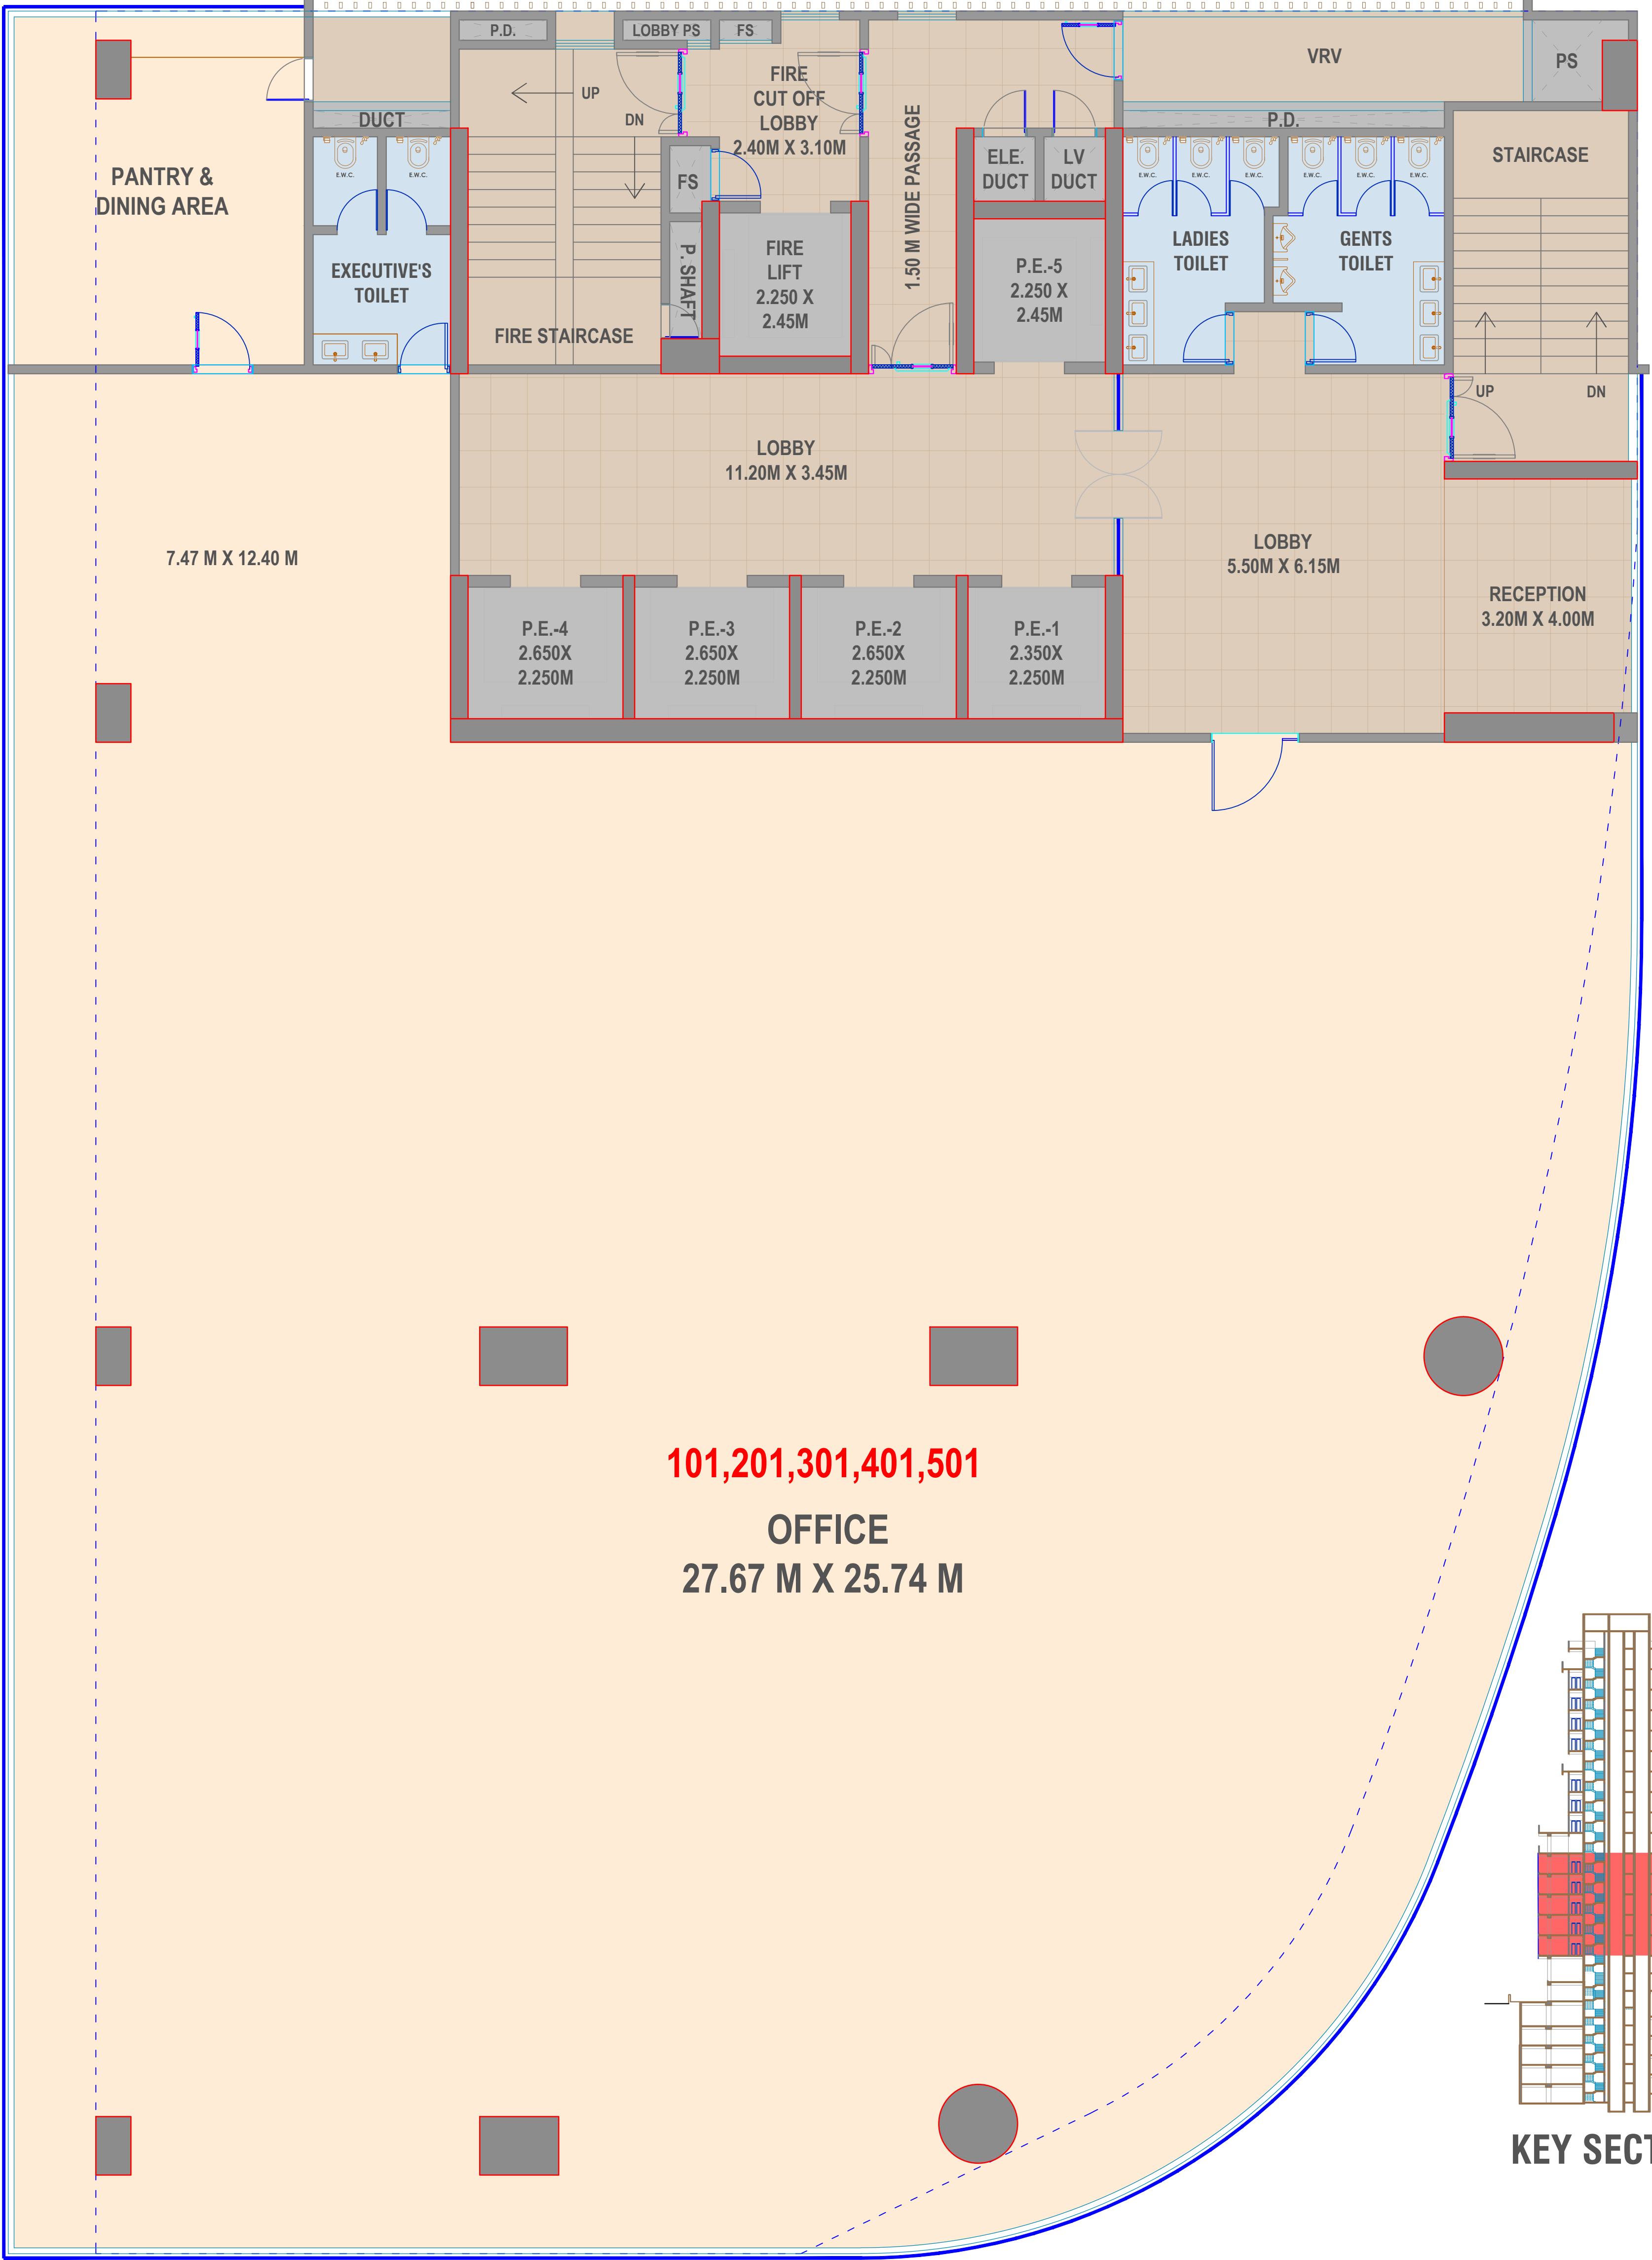 P.D.
LOBBY PS
FS
UP
DN
FIRE
CUT OFF
LOBBY
2.40M X 3.10M
VRV
PS
DUCT
P.D.
PANTRY &
DINING AREA
E.W.C.
E.W.C.
EXECUTIVE'S
TOILET
FIRE STAIRCASE
FS
P. SHAFT
FIRE
LIFT
2.250 X
2.45M
1.50 M WIDE PASSAGE
ELE.
DUCT
LV
DUCT
P.E.-5
2.250 X
2.45M
E.W.C.
E.W.C.
E.W.C.
E.W.C.
E.W.C.
E.W.C.
LADIES
TOILET
GENTS
TOILET
STAIRCASE
UP
DN
LOBBY
11.20M X 3.45M
7.47 M X 12.40 M
LOBBY
5.50M X 6.15M
RECEPTION
3.20M X 4.00M
P.E.-4
2.650X
2.250M
P.E.-3
2.650X
2.250M
P.E.-2
2.650X
2.250M
P.E.-1
2.350X
2.250M
101,201,301,401,501
OFFICE
27.67 M X 25.74 M
KEY SECT